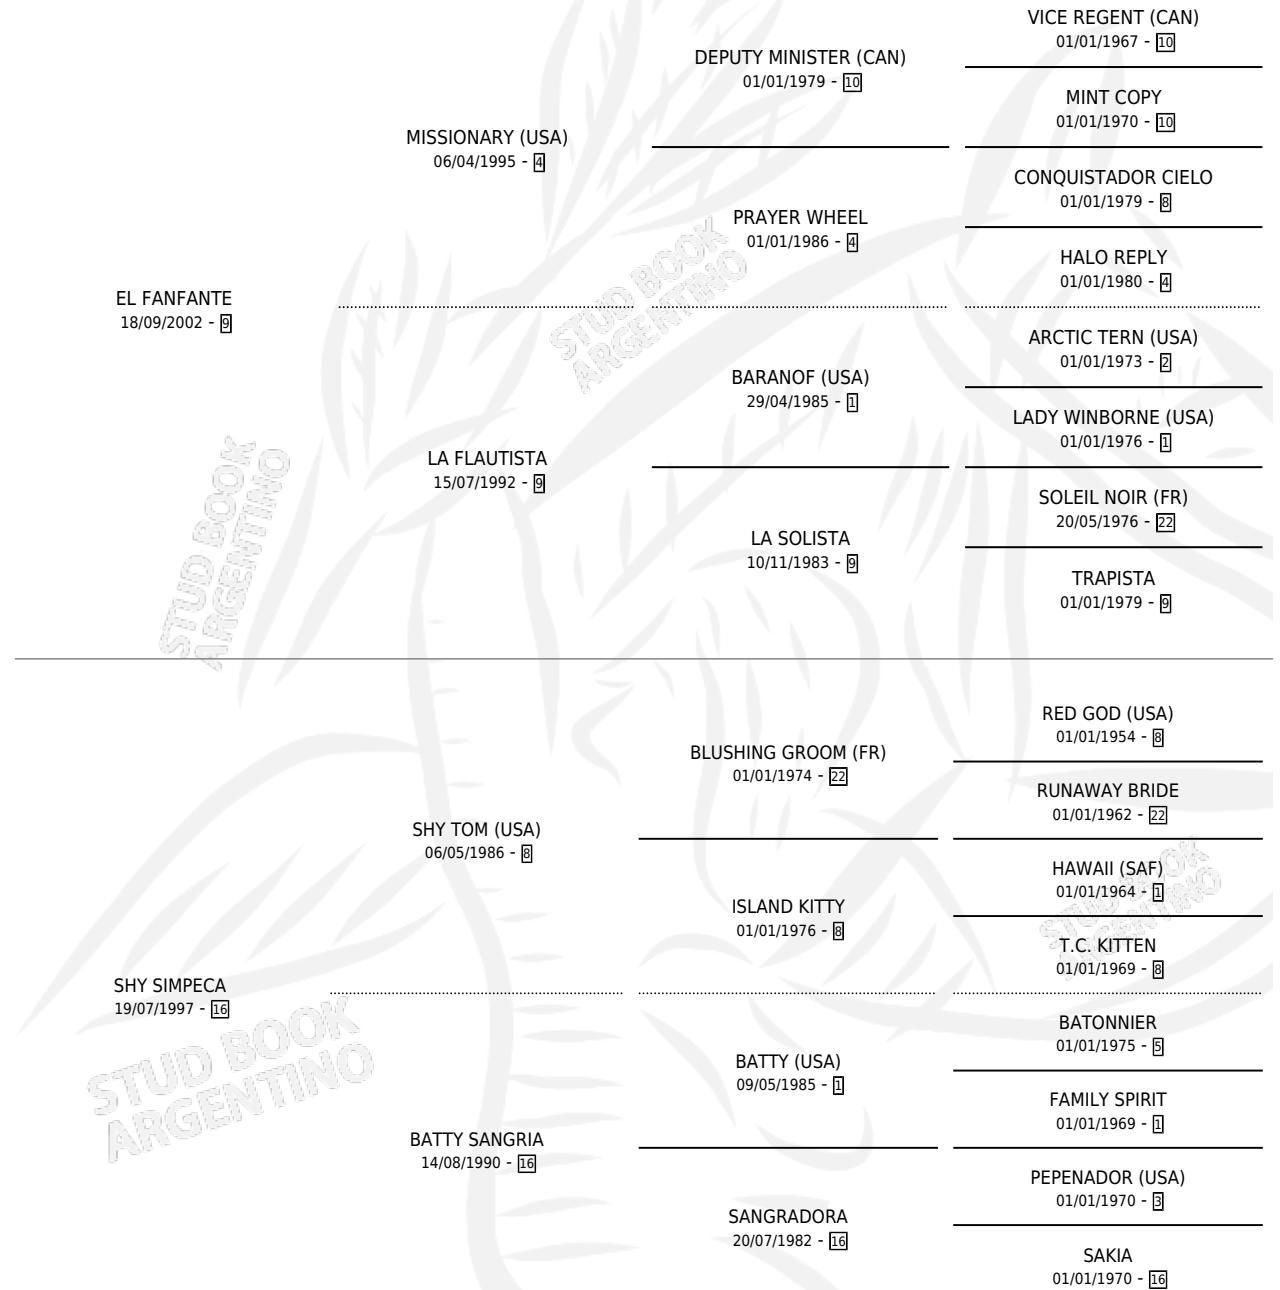 VICE REGENT (CAN)
01/01/1967 - 10
DEPUTY MINISTER (CAN)
01/01/1979 - 10
MINT COPY
01/01/1970 - 10
MISSIONARY (USA)
06/04/1995 - 4
CONQUISTADOR CIELO
01/01/1979 - 8
PRAYER WHEEL
01/01/1986 - 4
HALO REPLY
01/01/1980 - 4
EL FANFANTE
18/09/2002 - 9
ARCTIC TERN (USA)
01/01/1973 - 2
BARANOF (USA)
29/04/1985 - 1
LADY WINBORNE (USA)
01/01/1976 - 1
LA FLAUTISTA
15/07/1992 - 9
SOLEIL NOIR (FR)
20/05/1976 - 22
LA SOLISTA
10/11/1983 - 9
TRAPISTA
01/01/1979 - 9
RED GOD (USA)
01/01/1954 - 8
BLUSHING GROOM (FR)
01/01/1974 - 22
RUNAWAY BRIDE
01/01/1962 - 22
SHY TOM (USA)
06/05/1986 - 8
HAWAII (SAF)
01/01/1964 - 1
ISLAND KITTY
01/01/1976 - 8
T.C. KITTEN
01/01/1969 - 8
SHY SIMPECA
19/07/1997 - 16
BATONNIER
01/01/1975 - 5
BATTY (USA)
09/05/1985 - 1
FAMILY SPIRIT
01/01/1969 - 1
BATTY SANGRIA
14/08/1990 - 16
PEPENADOR (USA)
01/01/1970 - 3
SANGRADORA
20/07/1982 - 16
SAKIA
01/01/1970 - 16
STUD BOOK
ARGENTINO
STUD BOOK
ARGENTINO
STUD BOOK
ARGENTINO
STUD BOOK
ARGENTINO